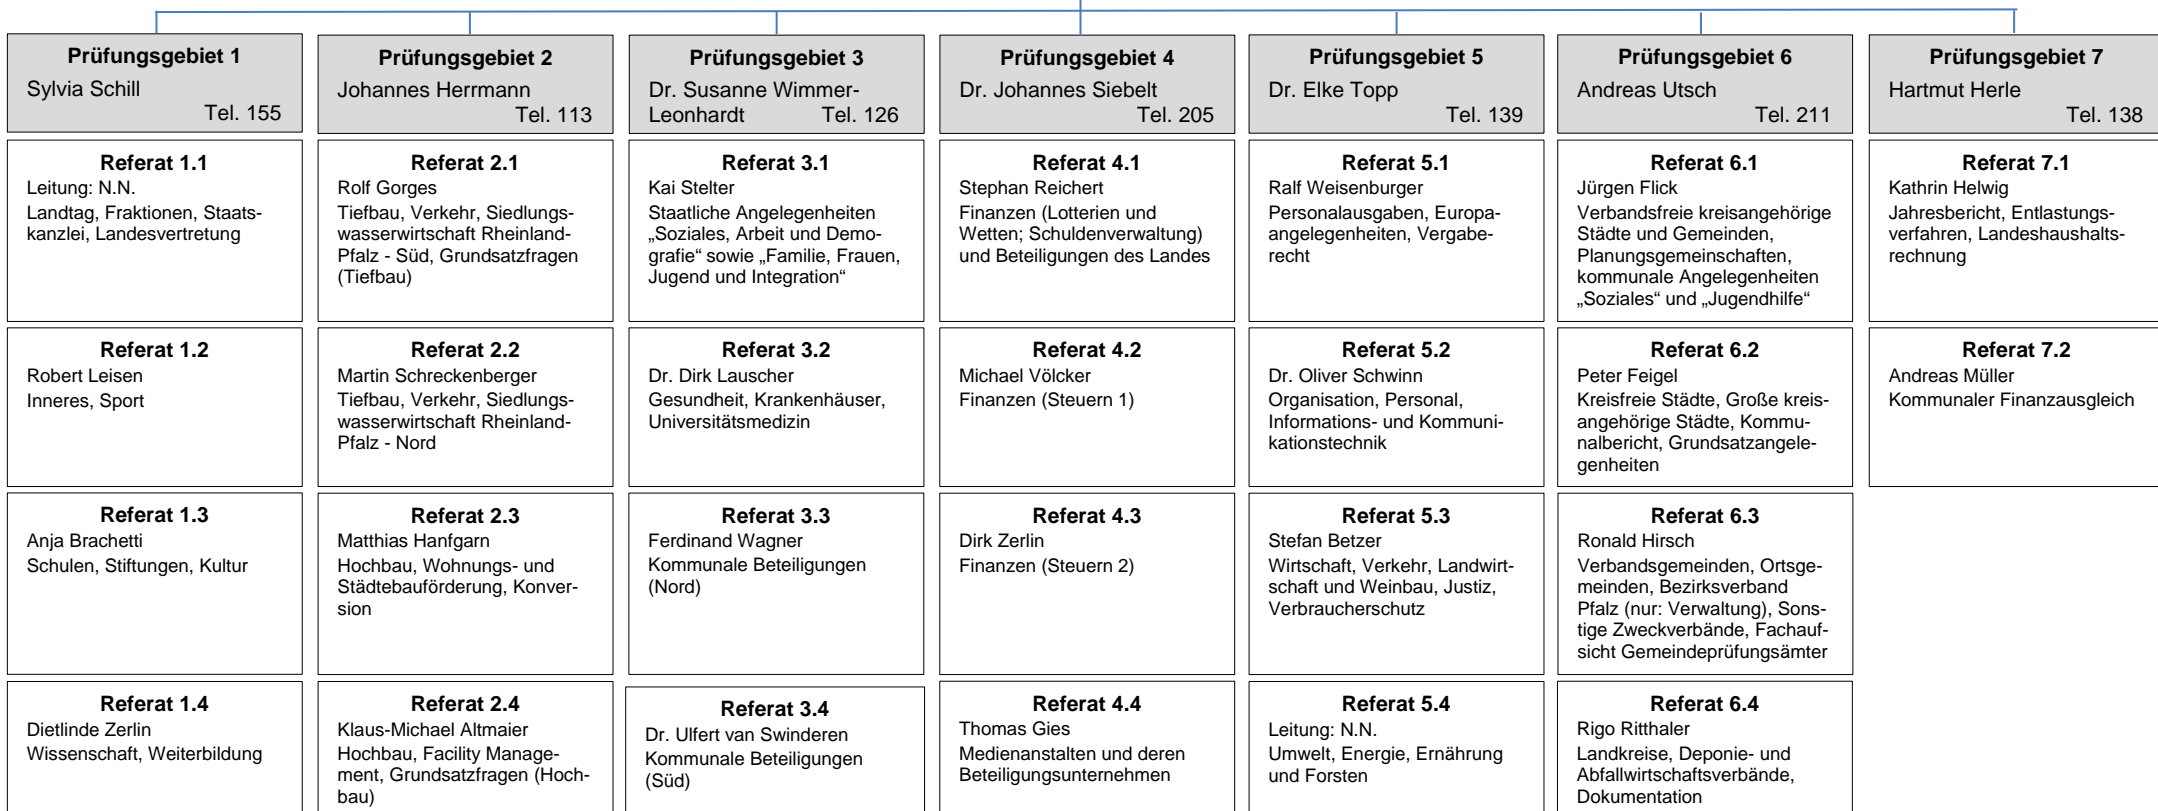 Prüfungsgebiet 1
Sylvia Schill
Tel. 155
Prüfungsgebiet 2
Johannes Herrmann
Tel. 113
Prüfungsgebiet 3
Dr. Susanne Wimmer-
Leonhardt Tel. 126
Prüfungsgebiet 4
Dr. Johannes Siebelt
Tel. 205
Prüfungsgebiet 5
Dr. Elke Topp
Tel. 139
Prüfungsgebiet 6
Andreas Utsch
Tel. 211
Prüfungsgebiet 7
Hartmut Herle
Tel. 138
Referat 1.1
Leitung: N.N.
Landtag, Fraktionen, Staats-
kanzlei, Landesvertretung
Referat 2.1
Rolf Gorges
Tiefbau, Verkehr, Siedlungs-
wasserwirtschaft Rheinland-
Pfalz - Süd, Grundsatzfragen
(Tiefbau)
Referat 3.1
Kai Stelter
Staatliche Angelegenheiten
„Soziales, Arbeit und Demo-
grafie“ sowie „Familie, Frauen,
Jugend und Integration“
Referat 4.1
Stephan Reichert
Finanzen (Lotterien und
Wetten; Schuldenverwaltung)
und Beteiligungen des Landes
Referat 5.1
Ralf Weisenburger
Personalausgaben, Europa-
angelegenheiten, Vergabe-
recht
Referat 6.1
Jürgen Flick
Verbandsfreie kreisangehörige
Städte und Gemeinden,
Planungsgemeinschaften,
kommunale Angelegenheiten
„Soziales“ und „Jugendhilfe“
Referat 7.1
Kathrin Helwig
Jahresbericht, Entlastungs-
verfahren, Landeshaushalts-
rechnung
Referat 1.2
Robert Leisen
Inneres, Sport
Referat 2.2
Martin Schreckenberger
Tiefbau, Verkehr, Siedlungs-
wasserwirtschaft Rheinland-
Pfalz - Nord
Referat 3.2
Dr. Dirk Lauscher
Gesundheit, Krankenhäuser,
Universitätsmedizin
Referat 4.2
Michael Völcker
Finanzen (Steuern 1)
Referat 5.2
Dr. Oliver Schwinn
Organisation, Personal,
Informations- und Kommuni-
kationstechnik
Referat 6.2
Peter Feigel
Kreisfreie Städte, Große kreis-
angehörige Städte, Kommu-
nalbericht, Grundsatzangele-
genheiten
Referat 7.2
Andreas Müller
Kommunaler Finanzausgleich
Referat 1.3
Anja Brachetti
Schulen, Stiftungen, Kultur
Referat 2.3
Matthias Hanfgarn
Hochbau, Wohnungs- und
Städtebauförderung, Konver-
sion
Referat 3.3
Ferdinand Wagner
Kommunale Beteiligungen
(Nord)
Referat 4.3
Dirk Zerlin
Finanzen (Steuern 2)
Referat 5.3
Stefan Betzer
Wirtschaft, Verkehr, Landwirt-
schaft und Weinbau, Justiz,
Verbraucherschutz
Referat 6.3
Ronald Hirsch
Verbandsgemeinden, Ortsge-
meinden, Bezirksverband
Pfalz (nur: Verwaltung), Sons-
tige Zweckverbände, Fachauf-
sicht Gemeindeprüfungsämter
Referat 1.4
Dietlinde Zerlin
Wissenschaft, Weiterbildung
Referat 2.4
Klaus-Michael Altmaier
Hochbau, Facility Manage-
ment, Grundsatzfragen (Hoch-
bau)
Referat 3.4
Dr. Ulfert van Swinderen
Kommunale Beteiligungen
(Süd)
Referat 4.4
Thomas Gies
Medienanstalten und deren
Beteiligungsunternehmen
Referat 5.4
Leitung: N.N.
Umwelt, Energie, Ernährung
und Forsten
Referat 6.4
Rigo Ritthaler
Landkreise, Deponie- und
Abfallwirtschaftsverbände,
Dokumentation